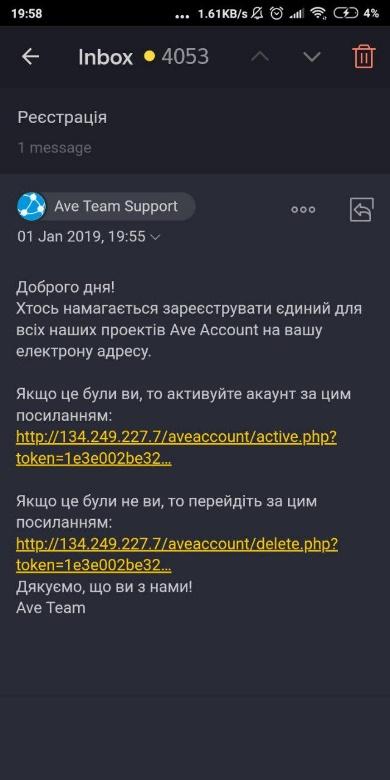 19:58 ... 1.61KB/s 4%
Inbox 4053
Реєстрація
1 message
Ave Team Support
01 Jan 2019, 19:55
Доброго дня!
Хтось намагається зареєструвати єдиний для
всіх наших проектів Ave Account на вашу
електрону адресу.
Якщо це були ви, то активуйте акаунт за цим
посиланням:
http://134.249.227.7/aveaccount/active.php?
token=1e3e002be32...
Якщо це були не ви, то перейдіть за цим
посиланням:
http://134.249.227.7/aveaccount/delete.php?
token=1e3e002be32...
Дякуємо, що ви з нами!
Ave Team